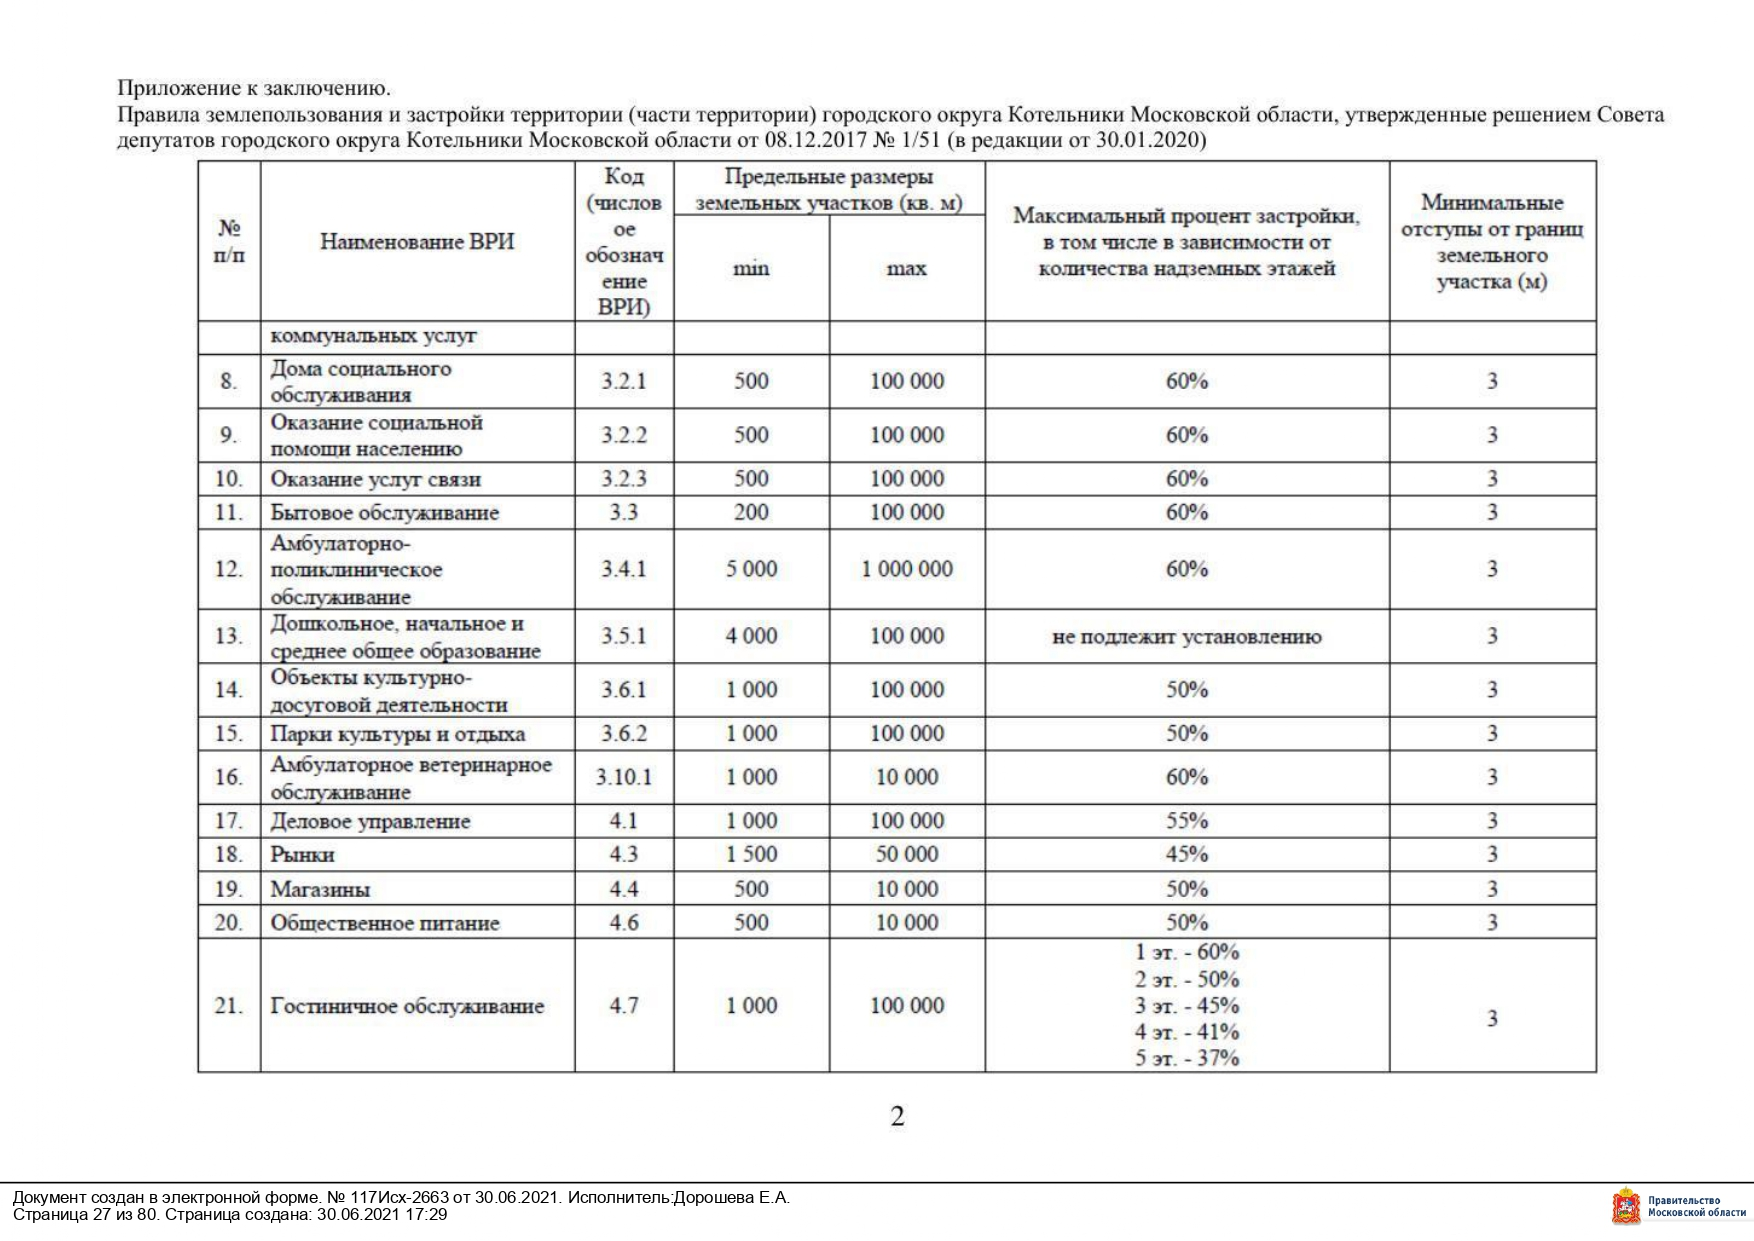 Приложение к заключению.
Правила землепользования и застройки территории (части территории) городского округа Котельники Московской области, утвержденные решением Совета
депутатов городского округа Котельники Московской области от 08.12.2017 № 1/51 (в редакции от 30.01.2020)
№ п/п Наименование ВРИ Код (числов ое обознач ение ВРИ) Предельные размеры земельных участков (кв. м) min max Максимальный процент застройки, в том числе в зависимости от количества надземных этажей Минимальные отступы от границ земельного участка (м)
коммунальных услуг
8. Дома социального обслуживания 3.2.1 500 100 000 60% 3
9. Оказание социальной помощи населению 3.2.2 500 100 000 60% 3
10. Оказание услуг связи 3.2.3 500 100 000 60% 3
11. Бытовое обслуживание 3.3 200 100 000 60% 3
12. Амбулаторно-поликлиническое обслуживание 3.4.1 5 000 1 000 000 60% 3
13. Дошкольное, начальное и среднее общее образование 3.5.1 4 000 100 000 не подлежит установлению 3
14. Объекты культурно-досуговой деятельности 3.6.1 1 000 100 000 50% 3
15. Парки культуры и отдыха 3.6.2 1 000 100 000 50% 3
16. Амбулаторное ветеринарное обслуживание 3.10.1 1 000 10 000 60% 3
17. Деловое управление 4.1 1 000 100 000 55% 3
18. Рынки 4.3 1 500 50 000 45% 3
19. Магазины 4.4 500 10 000 50% 3
20. Общественное питание 4.6 500 10 000 50% 3
21. Гостиничное обслуживание 4.7 1 000 100 000 1 эт. - 60% 2 эт. - 50% 3 эт. - 45% 4 эт. - 41% 5 эт. - 37% 3
2
Документ создан в электронной форме. № 117Исх-2663 от 30.06.2021. Исполнитель:Дорошева Е.А.
Страница 27 из 80. Страница создана: 30.06.2021 17:29
Правительство
Московской области